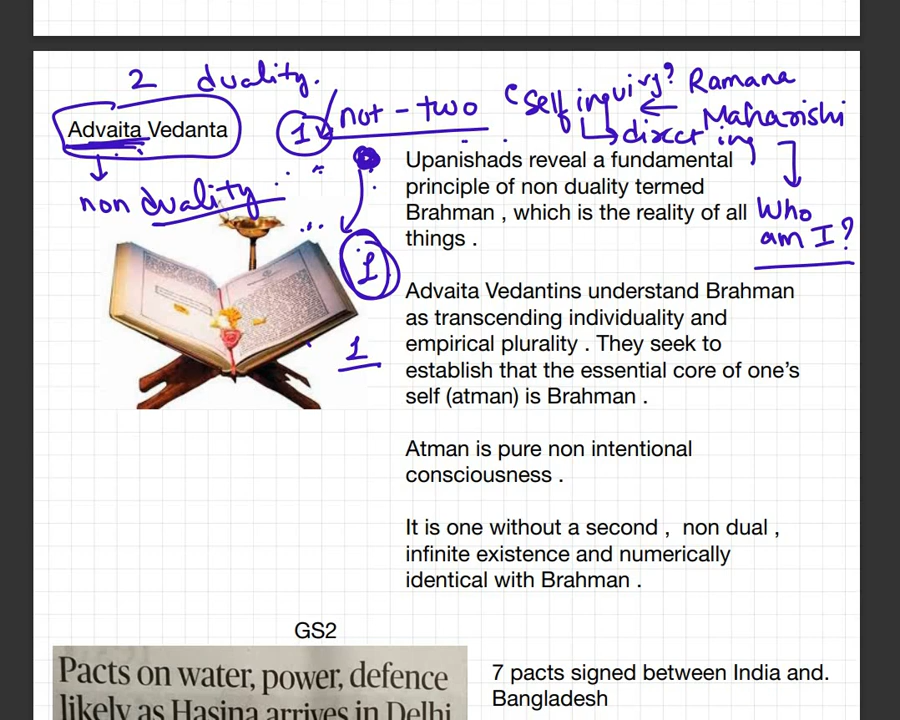 2 duality.
Advaita Vedanta
1
not - two
non duality
1
1
"Self inquiry? Ramana
Maharishi
direct inq
Who
am I?
Upanishads reveal a fundamental
principle of non duality termed
Brahman , which is the reality of all
things .
Advaita Vedantins understand Brahman
as transcending individuality and
empirical plurality . They seek to
establish that the essential core of one's
self (atman) is Brahman .
Atman is pure non intentional
consciousness .
It is one without a second , non dual ,
infinite existence and numerically
identical with Brahman .
GS2
Pacts on water, power, defence
likely as Hasina arrives in Delhi
7 pacts signed between India and.
Bangladesh